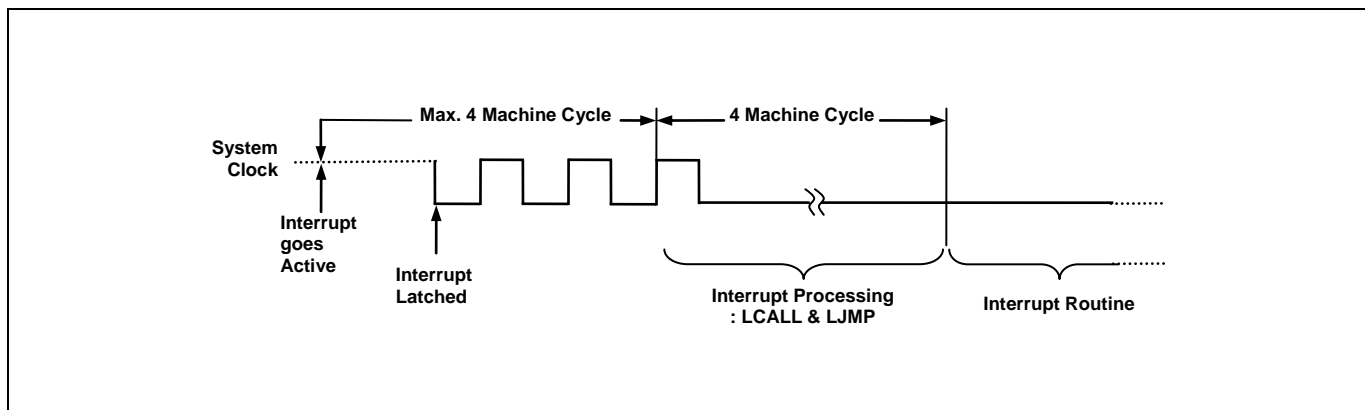 Max. 4 Machine Cycle
4 Machine Cycle
System
Clock
Interrupt
goes
Active
Interrupt
Latched
Interrupt Processing
: LCALL & LJMP
Interrupt Routine